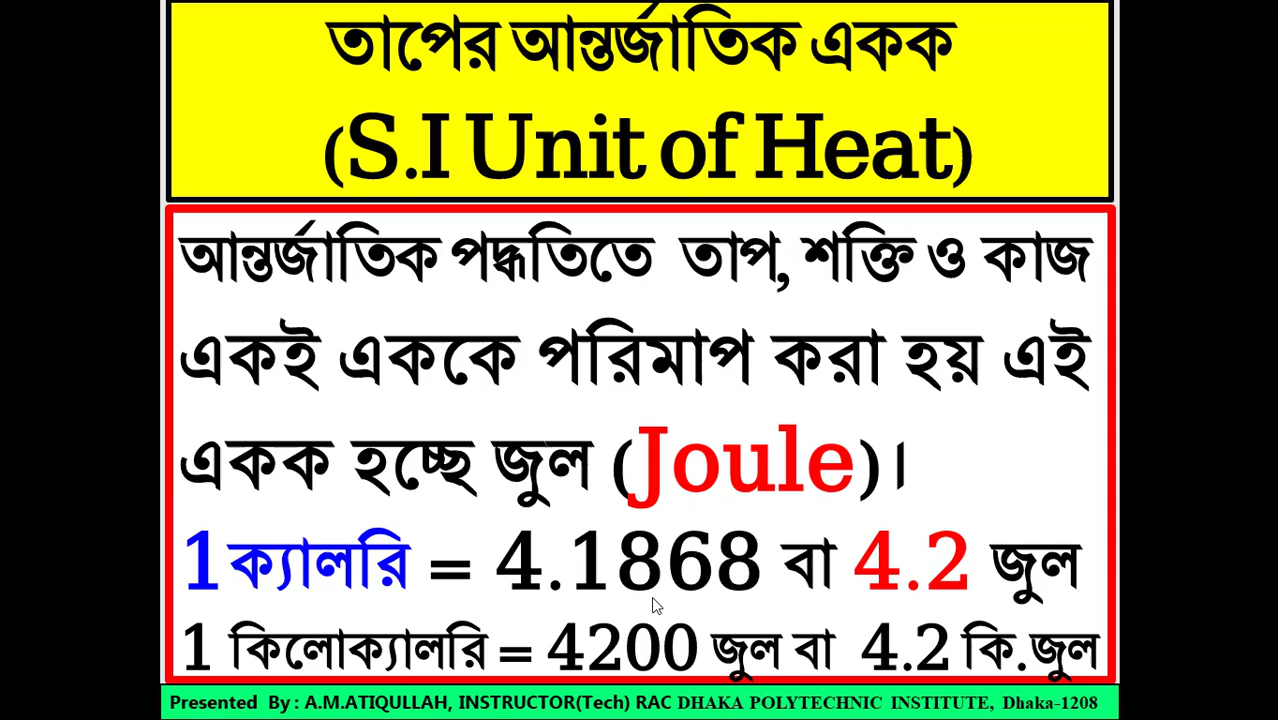 তাপের আন্তর্জাতিক একক
(S.I Unit of Heat)
আন্তর্জাতিক পদ্ধতিতে তাপ, শক্তি ও কাজ
একই এককে পরিমাপ করা হয় এই
একক হচ্ছে জুল (Joule)।
1ক্যালরি = 4.1868 বা 4.2 জুল
1 কিলোক্যালরি = 4200 জুল বা 4.2 কি.জুল
Presented By : A.M.ATIQULLAH, INSTRUCTOR(Tech) RAC DHAKA POLYTECHNIC INSTITUTE, Dhaka-1208